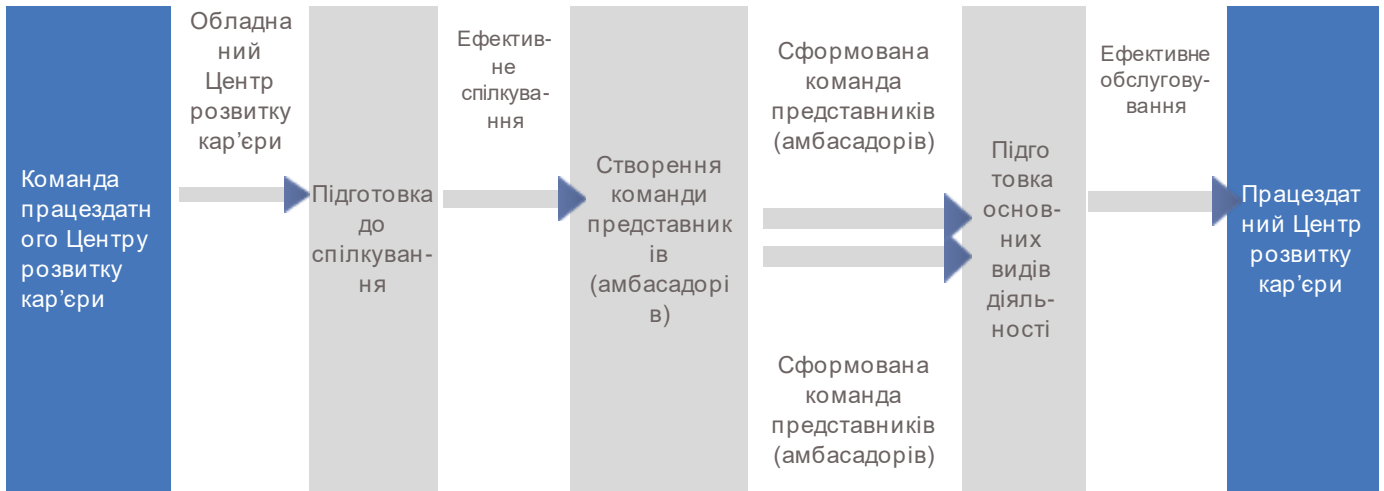 Команда
працездатн
ого Центру
розвитку
кар’єри
Обладна
ний
Центр
розвитку
кар’єри
Підготовка
до
спілкуван-
ня
Ефектив-
не
спілкува-
ння
Створення
команди
представник
ів
(амбасадорі
в)
Сформована
команда
представників
(амбасадорів)
Сформована
команда
представників
(амбасадорів)
Підго
товка
основ-
них
видів
діяль-
ності
Ефективне
обслугову-
вання
Працездат
ний Центр
розвитку
кар’єри